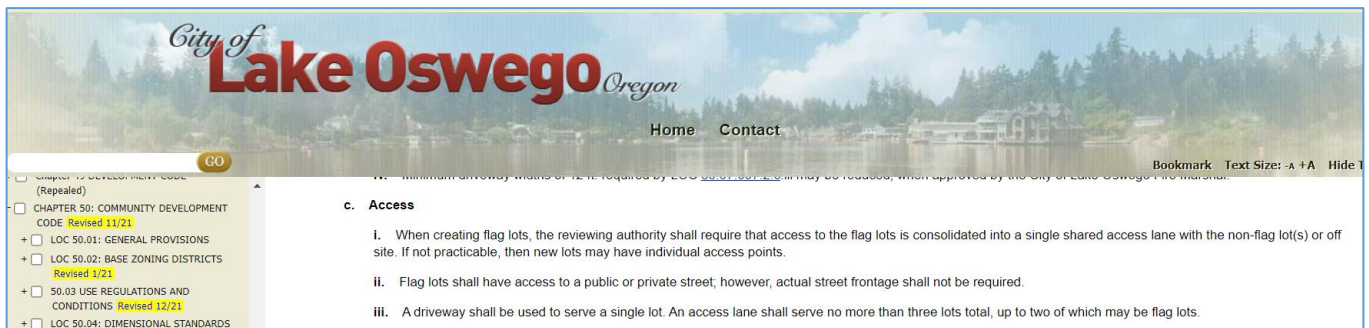 City of
Lake Oswego Oregon
Home Contact
GO
Bookmark Text Size: -A +A Hide
(Repealed)
- CHAPTER 50: COMMUNITY DEVELOPMENT
CODE Revised 11/21
+ LOC 50.01: GENERAL PROVISIONS
+ LOC 50.02: BASE ZONING DISTRICTS
Revised 1/21
+ 50.03 USE REGULATIONS AND
CONDITIONS Revised 12/21
+ LOC 50.04: DIMENSIONAL STANDARDS
c. Access
i. When creating flag lots, the reviewing authority shall require that access to the flag lots is consolidated into a single shared access lane with the non-flag lot(s) or off
site. If not practicable, then new lots may have individual access points.
ii. Flag lots shall have access to a public or private street; however, actual street frontage shall not be required.
iii. A driveway shall be used to serve a single lot. An access lane shall serve no more than three lots total, up to two of which may be flag lots.